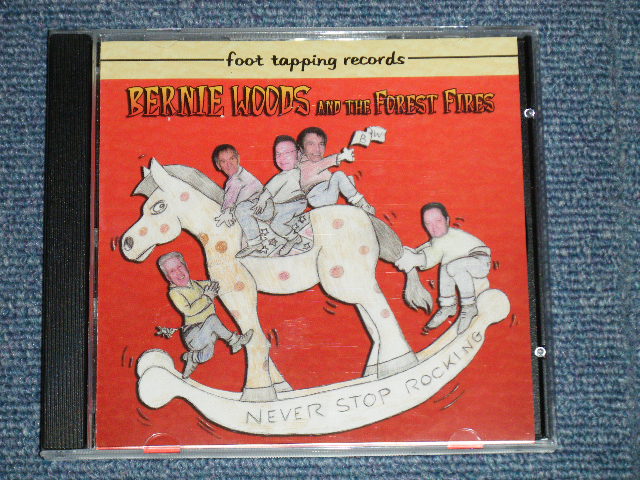 foot tapping records
BERNIE WOODS AND THE FOREST FIRES
B W
NEVER STOP ROCKING